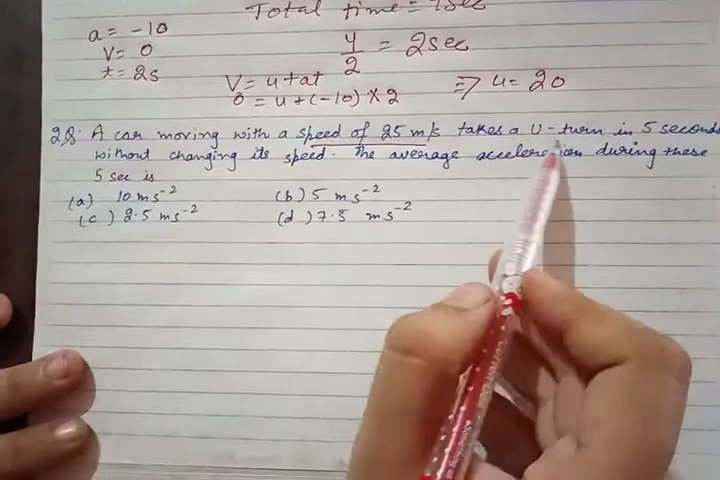 Total time = 4sec
a = -10
v = 0
t = 2s
4/2 = 2sec
v = u+at
0 = u+(-10) × 2
⇒ u = 20
28. A car moving with a speed of 25 m/s takes a U-turn in 5 seconds
without changing its speed. The average acceleration during these
5 sec is
(a) 10 ms⁻² (b) 5 ms⁻²
(c) 2.5 ms⁻² (d) 7.5 ms⁻²